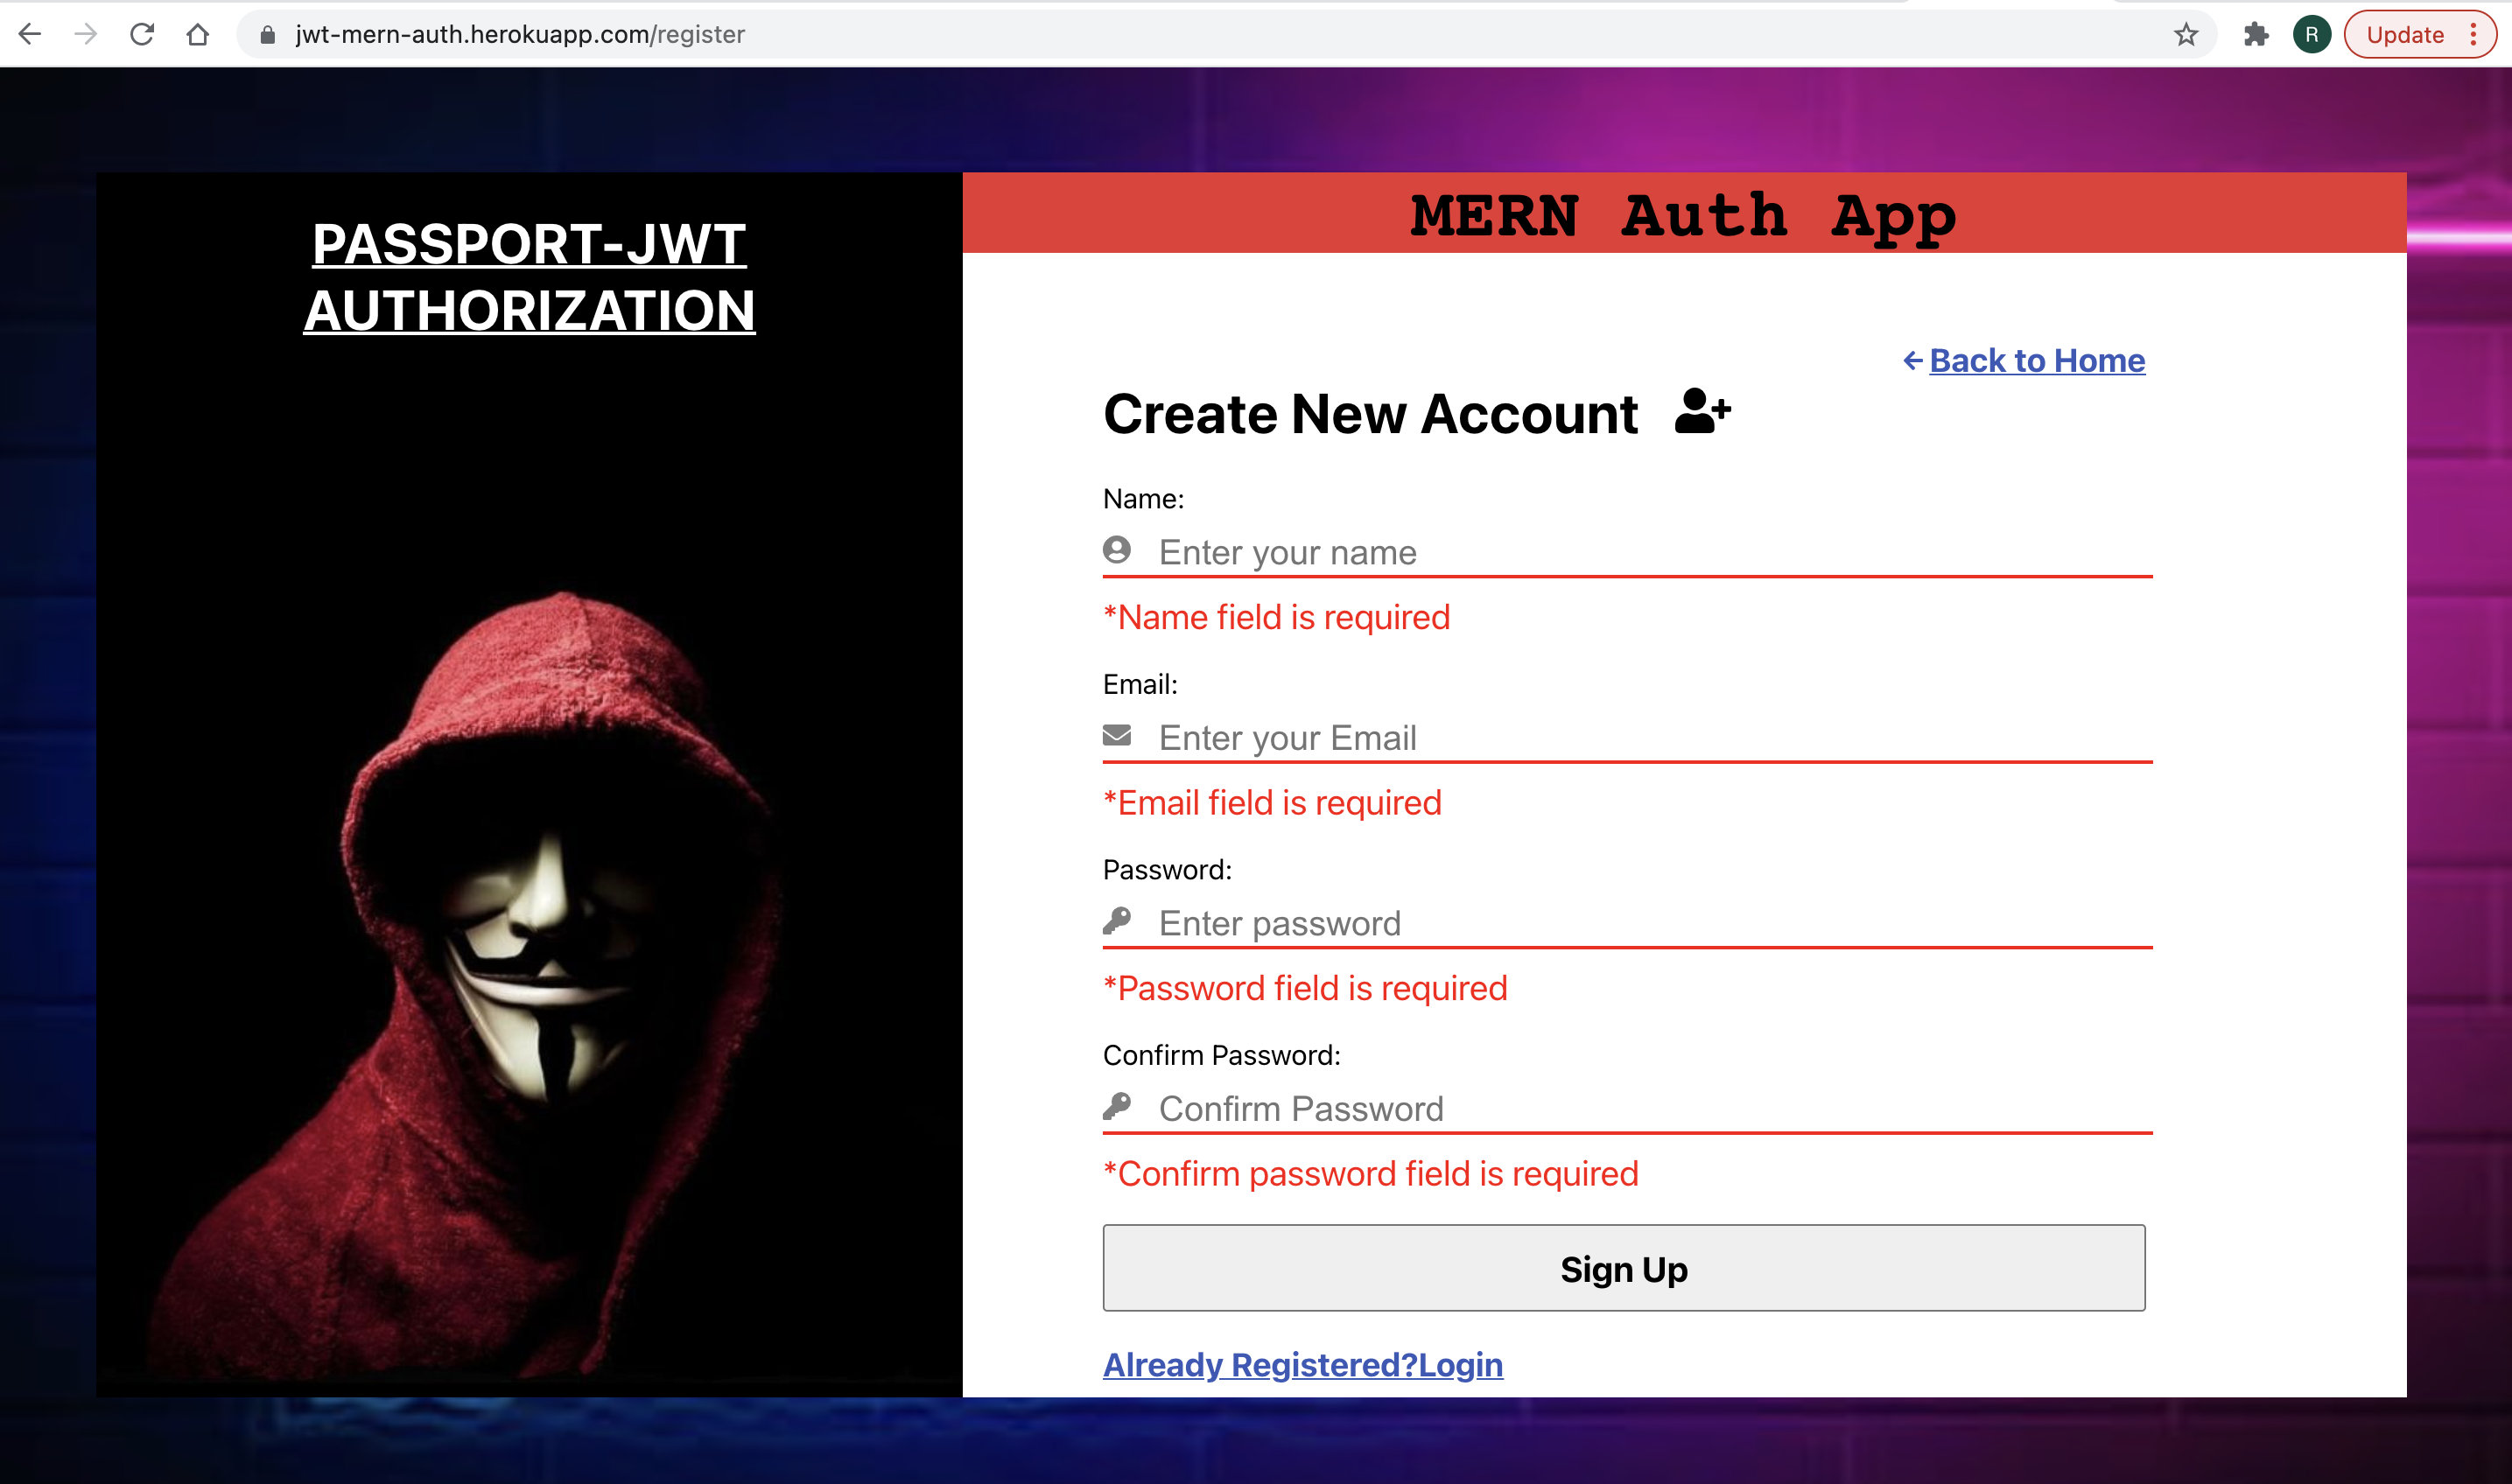 jwt-mern-auth.herokuapp.com/register
R
Update
PASSPORT-JWT
AUTHORIZATION
MERN Auth App
Back to Home
Create New Account
Name:
Enter your name
*Name field is required
Email:
Enter your Email
*Email field is required
Password:
Enter password
*Password field is required
Confirm Password:
Confirm Password
*Confirm password field is required
Sign Up
Already Registered?Login